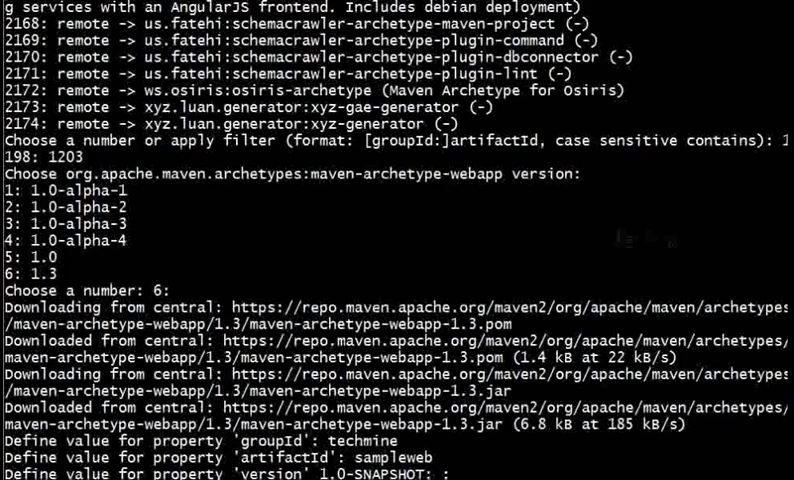 g services with an AngularJS frontend. Includes debian deployment)
2168: remote -> us.fatehi:schemacrawler-archetype-maven-project (-)
2169: remote -> us.fatehi:schemacrawler-archetype-plugin-command (-)
2170: remote -> us.fatehi:schemacrawler-archetype-plugin-dbconnector (-)
2171: remote -> us.fatehi:schemacrawler-archetype-plugin-lint (-)
2172: remote -> ws.osiris:osiris-archetype (Maven Archetype for Osiris)
2173: remote -> xyz.luan.generator:xyz-gae-generator (-)
2174: remote -> xyz.luan.generator:xyz-generator (-)
Choose a number or apply filter (format: [groupId:]artifactId, case sensitive contains): 1
198: 1203
Choose org.apache.maven.archetypes:maven-archetype-webapp version:
1: 1.0-alpha-1
2: 1.0-alpha-2
3: 1.0-alpha-3
4: 1.0-alpha-4
5: 1.0
6: 1.3
Choose a number: 6:
Downloading from central: https://repo.maven.apache.org/maven2/org/apache/maven/archetypes
/maven-archetype-webapp/1.3/maven-archetype-webapp-1.3.pom
Downloaded from central: https://repo.maven.apache.org/maven2/org/apache/maven/archetypes/
maven-archetype-webapp/1.3/maven-archetype-webapp-1.3.pom (1.4 kB at 22 kB/s)
Downloading from central: https://repo.maven.apache.org/maven2/org/apache/maven/archetypes
/maven-archetype-webapp/1.3/maven-archetype-webapp-1.3.jar
Downloaded from central: https://repo.maven.apache.org/maven2/org/apache/maven/archetypes/
maven-archetype-webapp/1.3/maven-archetype-webapp-1.3.jar (6.8 kB at 185 kB/s)
Define value for property 'groupId': techmine
Define value for property 'artifactId': sampleweb
Define value for property 'version' 1.0-SNAPSHOT: :